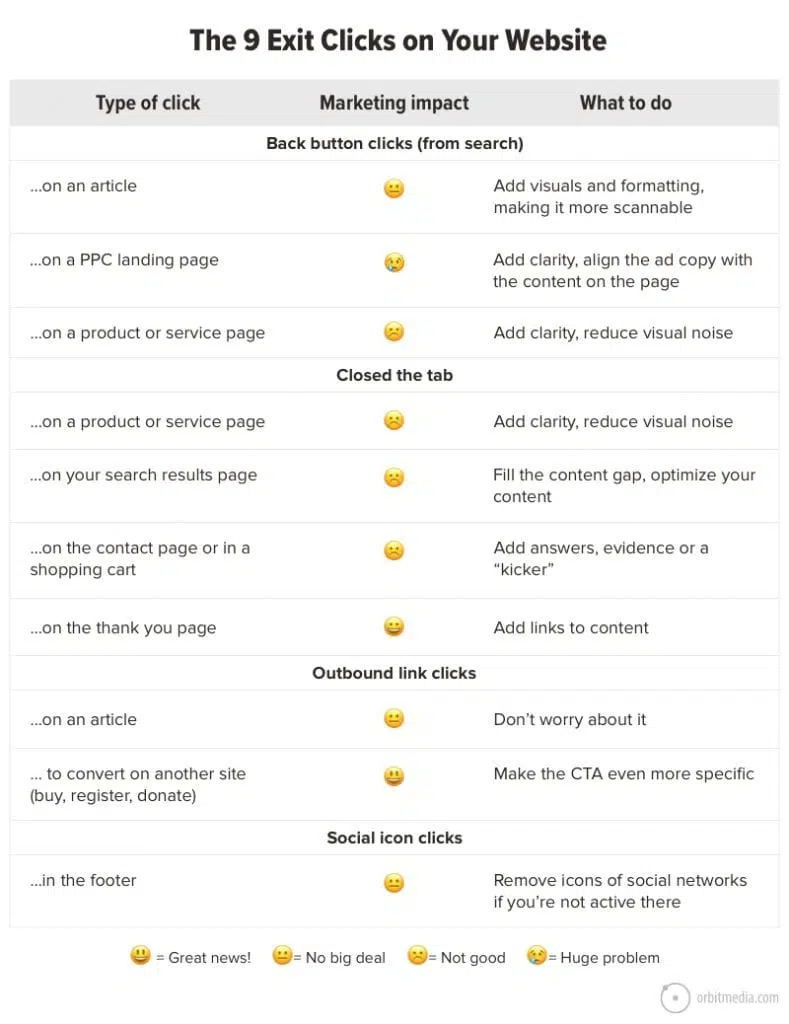 The 9 Exit Clicks on Your Website
Type of click Marketing impact What to do
Back button clicks (from search)
...on an article Add visuals and formatting,
making it more scannable
...on a PPC landing page Add clarity, align the ad copy with
the content on the page
...on a product or service page Add clarity, reduce visual noise
Closed the tab
...on a product or service page Add clarity, reduce visual noise
...on your search results page Fill the content gap, optimize your
content
...on the contact page or in a Add answers, evidence or a
shopping cart “kicker”
...on the thank you page Add links to content
Outbound link clicks
...on an article Don’t worry about it
... to convert on another site Make the CTA even more specific
(buy, register, donate)
Social icon clicks
...in the footer Remove icons of social networks
if you’re not active there
😃 = Great news! 😐 = No big deal ☹️ = Not good 😢 = Huge problem
orbitmedia.com